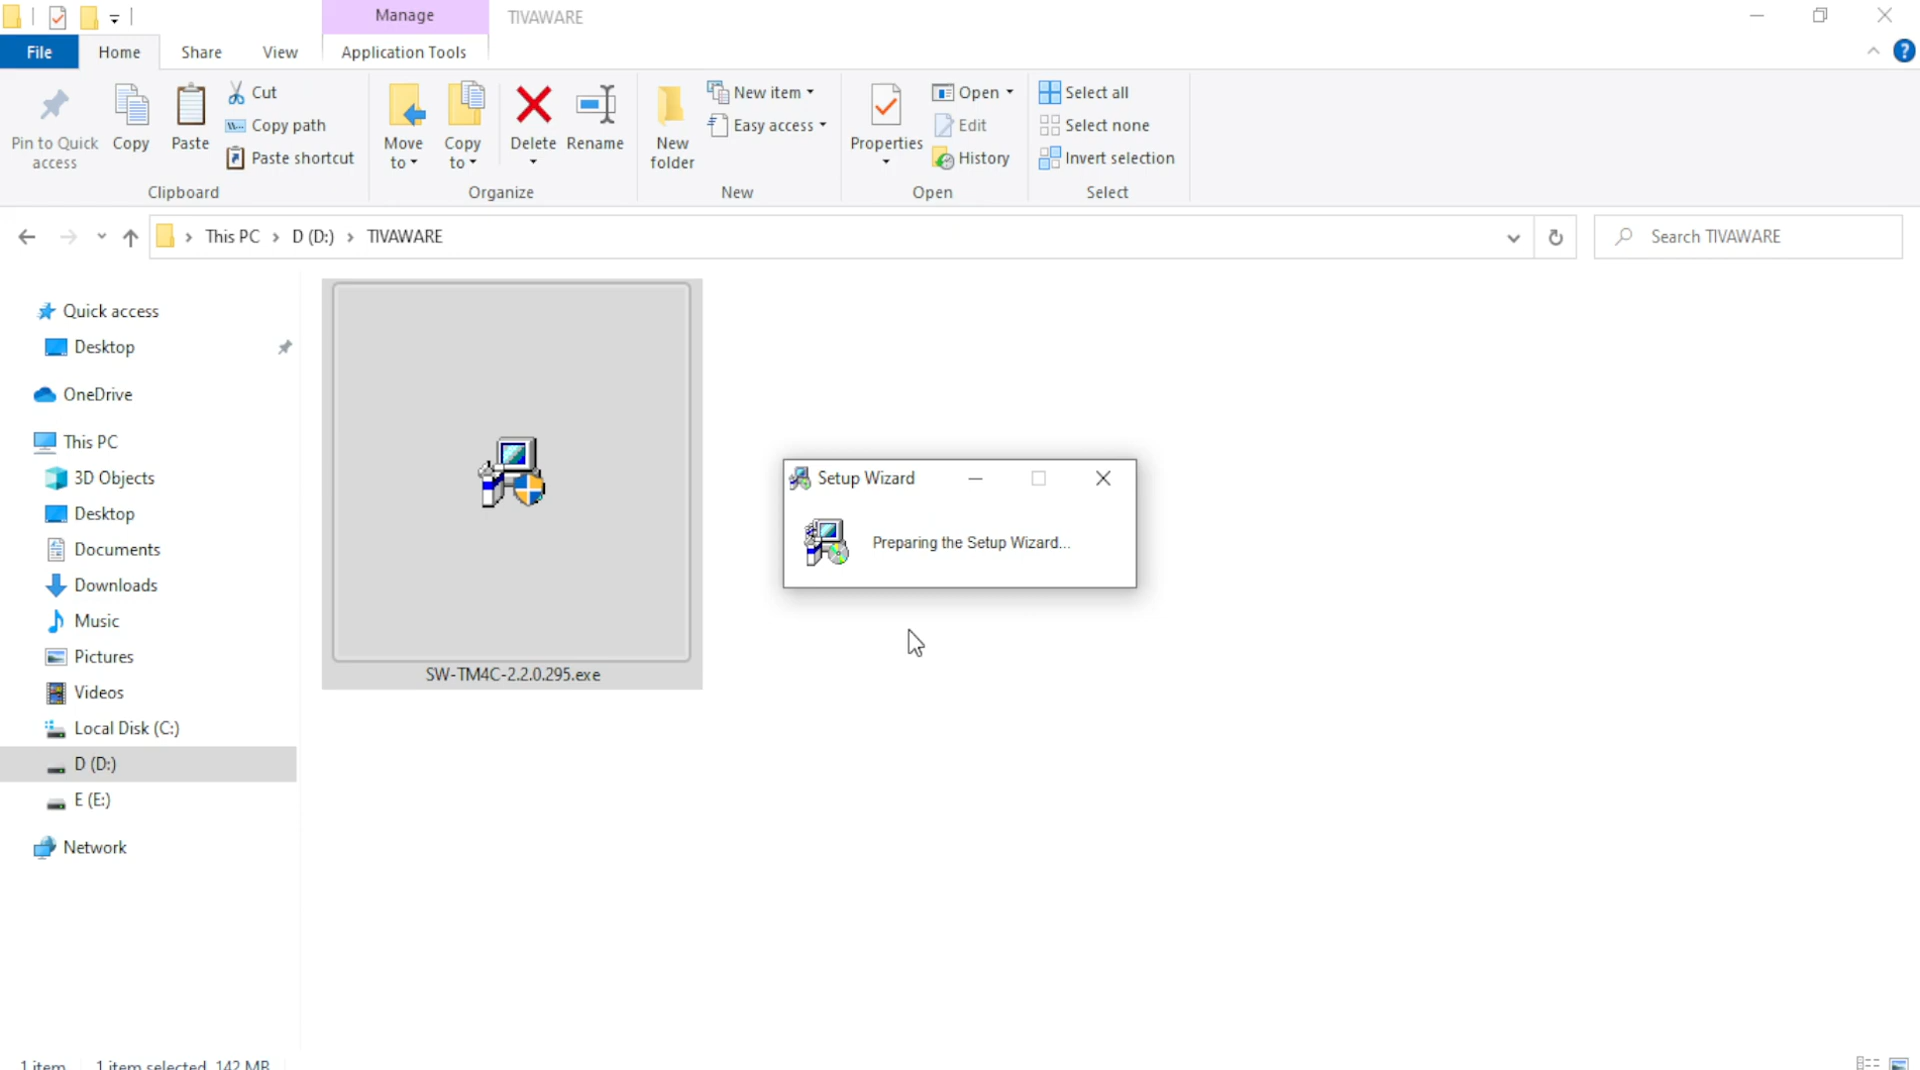 Manage TIVAWARE
File Home Share View Application Tools
Pin to Quick access
Copy
Paste
Cut
Copy path
Paste shortcut
Clipboard
Move to
Copy to
Delete
Rename
Organize
New folder
New item
Easy access
New
Properties
Open
Edit
History
Open
Select all
Select none
Invert selection
Select
This PC > D (D:) > TIVAWARE
Search TIVAWARE
Quick access
Desktop
OneDrive
This PC
3D Objects
Desktop
Documents
Downloads
Music
Pictures
Videos
Local Disk (C:)
D (D:)
E (E:)
Network
SW-TM4C-2.2.0.295.exe
Setup Wizard
Preparing the Setup Wizard...
1 item 1 item selected 142 MB